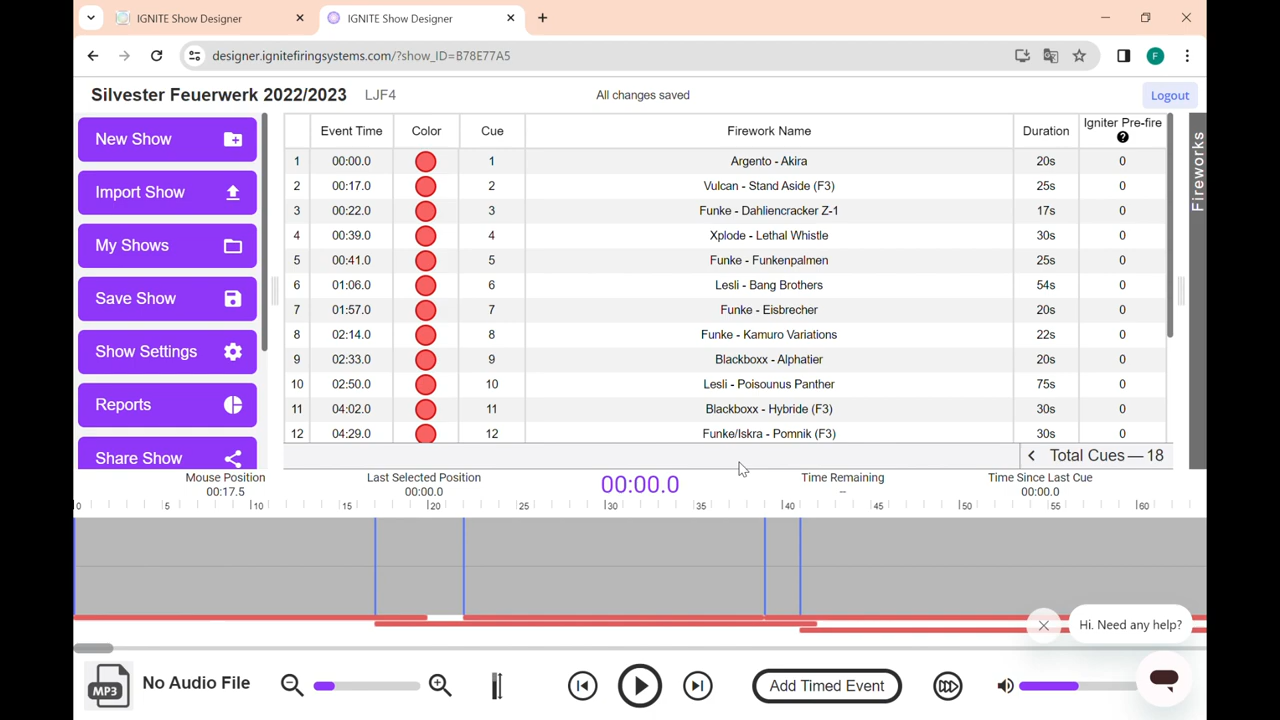 IGNITE Show Designer
IGNITE Show Designer
designer.ignitefiringsystems.com/?show_ID=B78E77A5
F
Silvester Feuerwerk 2022/2023 LJF4
All changes saved
Logout
New Show
Import Show
My Shows
Save Show
Show Settings
Reports
Share Show
Event Time Color Cue Firework Name Duration Igniter Pre-fire ?
1 00:00.0 1 Argento - Akira 20s 0
2 00:17.0 2 Vulcan - Stand Aside (F3) 25s 0
3 00:22.0 3 Funke - Dahliencracker Z-1 17s 0
4 00:39.0 4 Xplode - Lethal Whistle 30s 0
5 00:41.0 5 Funke - Funkenpalmen 25s 0
6 01:06.0 6 Lesli - Bang Brothers 54s 0
7 01:57.0 7 Funke - Eisbrecher 20s 0
8 02:14.0 8 Funke - Kamuro Variations 22s 0
9 02:33.0 9 Blackboxx - Alphatier 20s 0
10 02:50.0 10 Lesli - Poisounus Panther 75s 0
11 04:02.0 11 Blackboxx - Hybride (F3) 30s 0
12 04:29.0 12 Funke/Iskra - Pomnik (F3) 30s 0
Total Cues — 18
Fireworks
Mouse Position
00:17.5
Last Selected Position
00:00.0
00:00.0
Time Remaining
--
Time Since Last Cue
00:00.0
0 5 10 15 20 25 30 35 40 45 50 55 60
Hi. Need any help?
MP3
No Audio File
Add Timed Event